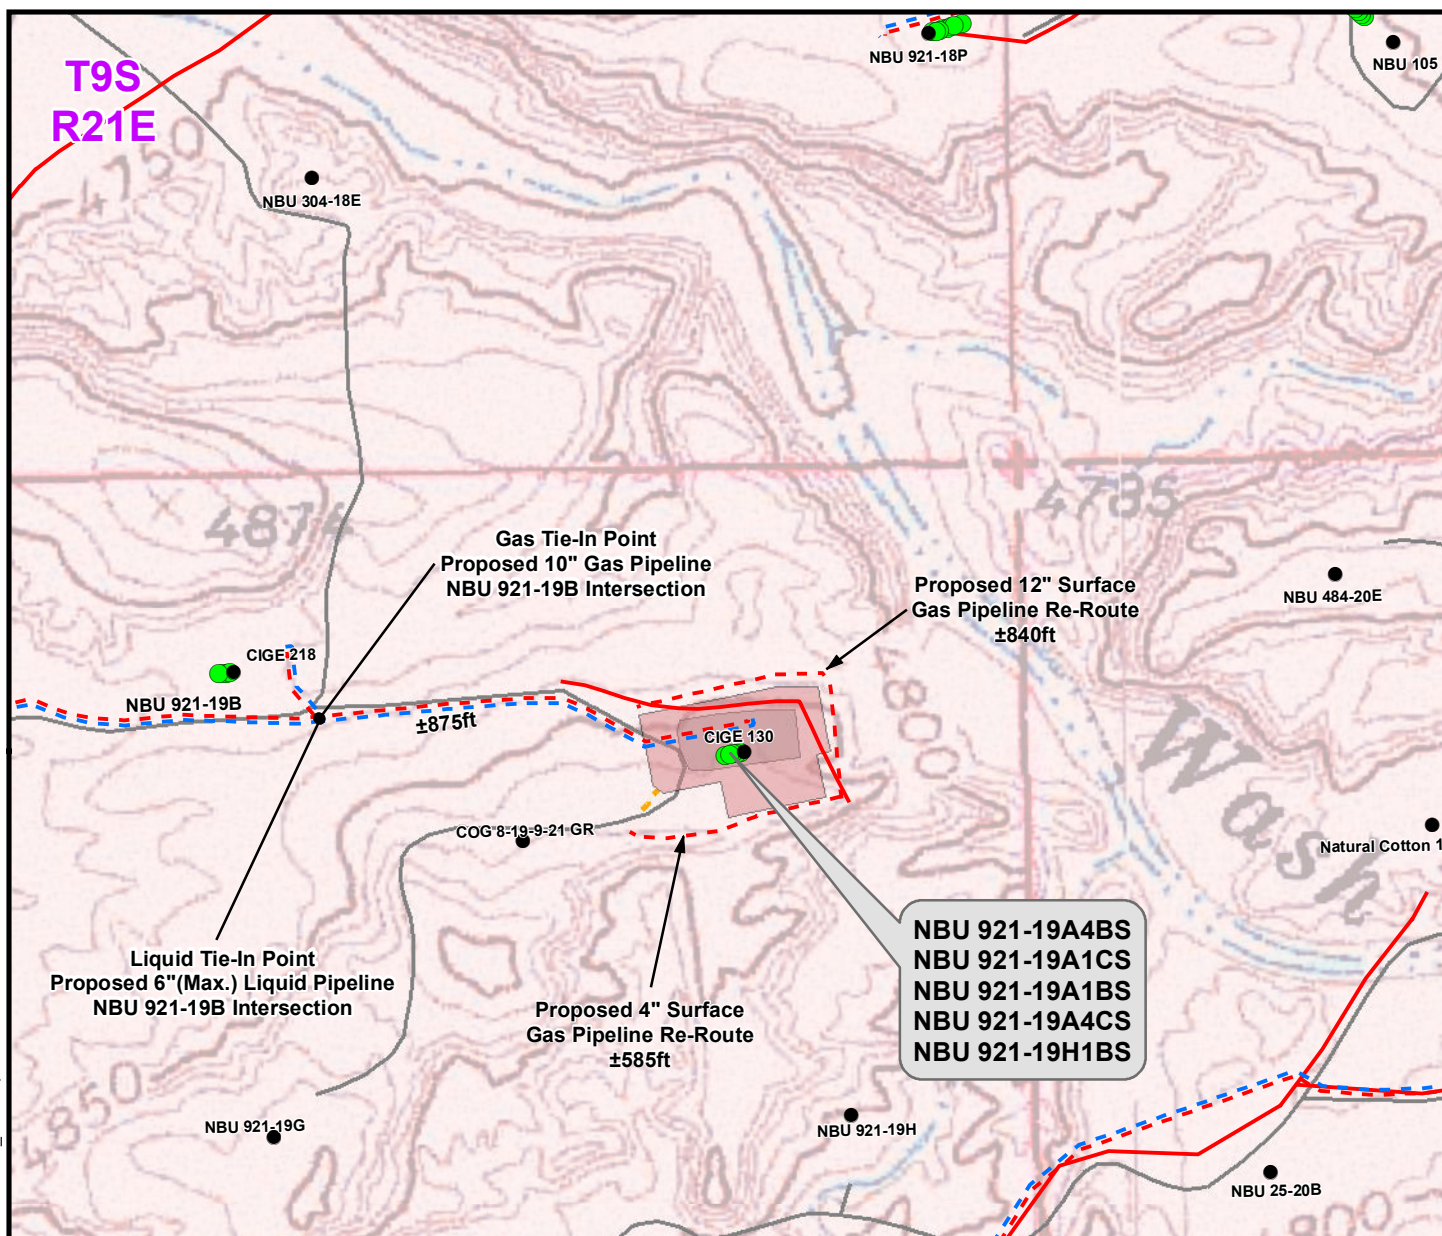 T9S
R21E
NBU 921-18P
NBU 105
4750
NBU 304-18E
4874
4735
Gas Tie-In Point
Proposed 10" Gas Pipeline
NBU 921-19B Intersection
Proposed 12" Surface
Gas Pipeline Re-Route
±840ft
NBU 484-20E
CIGE 218
NBU 921-19B
±875ft
CIGE 130
4800
Wash
COG 8-19-9-21 GR
Natural Cotton 1
NBU 921-19A4BS
NBU 921-19A1CS
NBU 921-19A1BS
NBU 921-19A4CS
NBU 921-19H1BS
Liquid Tie-In Point
Proposed 6"(Max.) Liquid Pipeline
NBU 921-19B Intersection
Proposed 4" Surface
Gas Pipeline Re-Route
±585ft
4850
NBU 921-19G
NBU 921-19H
NBU 25-20B